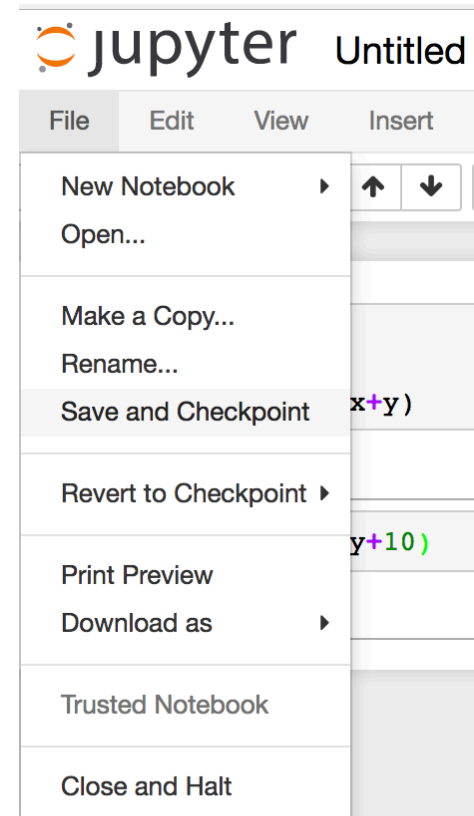 jupyter Untitled
File Edit View Insert
New Notebook
Open...
Make a Copy...
Rename...
Save and Checkpoint
x+y)
Revert to Checkpoint
y+10)
Print Preview
Download as
Trusted Notebook
Close and Halt